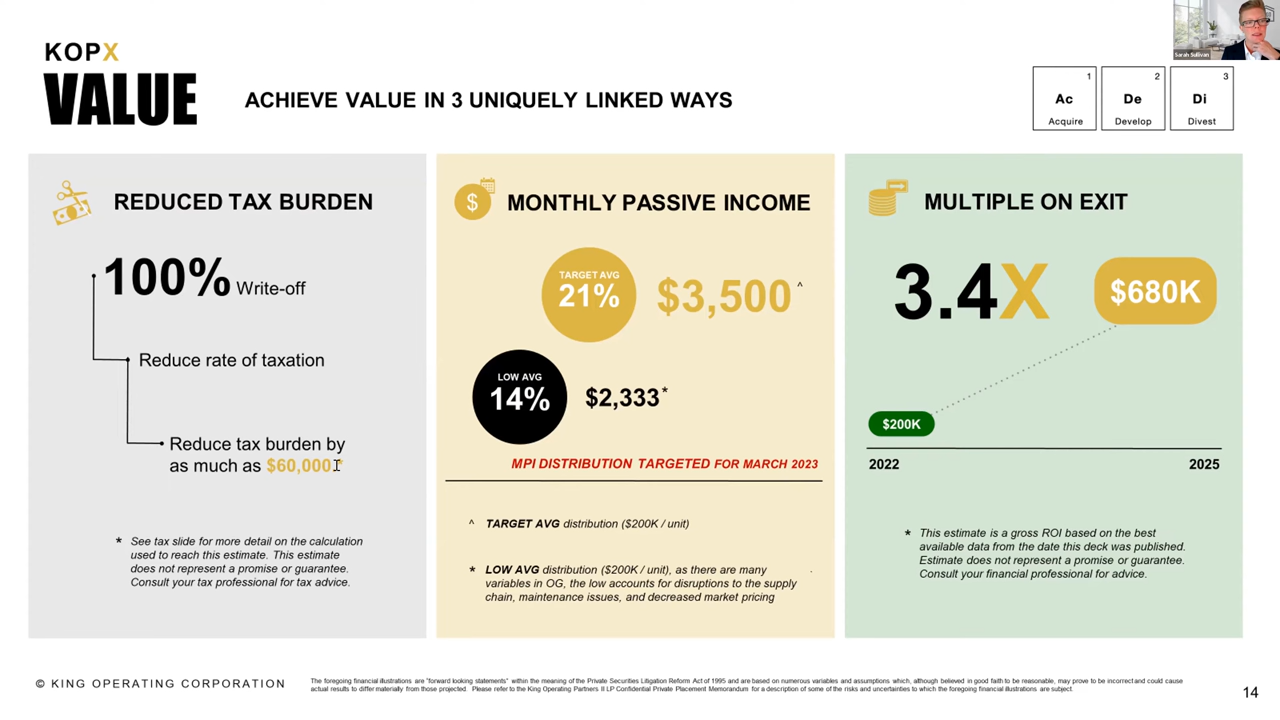 Sarah Sullivan
KOPX
VALUE
ACHIEVE VALUE IN 3 UNIQUELY LINKED WAYS
1
Ac
Acquire
2
De
Develop
3
Di
Divest
REDUCED TAX BURDEN
100% Write-off
Reduce rate of taxation
Reduce tax burden by
as much as $60,000*
* See tax slide for more detail on the calculation
used to reach this estimate. This estimate
does not represent a promise or guarantee.
Consult your tax professional for tax advice.
$
MONTHLY PASSIVE INCOME
TARGET AVG
21%
$3,500^
LOW AVG
14%
$2,333*
MPI DISTRIBUTION TARGETED FOR MARCH 2023
^ TARGET AVG distribution ($200K / unit)
* LOW AVG distribution ($200K / unit), as there are many
variables in OG, the low accounts for disruptions to the supply
chain, maintenance issues, and decreased market pricing
MULTIPLE ON EXIT
3.4X
$680K
$200K
2022 2025
* This estimate is a gross ROI based on the best
available data from the date this deck was published.
Estimate does not represent a promise or guarantee.
Consult your financial professional for advice.
© KING OPERATING CORPORATION
The foregoing financial illustrations are "forward looking statements" within the meaning of the Private Securities Litigation Reform Act of 1995 and are based on numerous variables and assumptions which, although believed in good faith to be reasonable, may prove to be incorrect and could cause
actual results to differ materially from those projected. Please refer to the King Operating Partners II LP Confidential Private Placement Memorandum for a description of some of the risks and uncertainties to which the foregoing financial illustrations are subject.
14